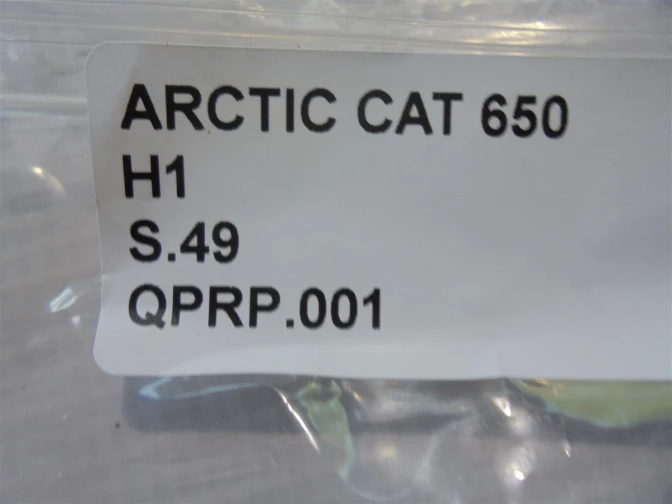 ARCTIC CAT 650
H1
S.49
QPRP.001